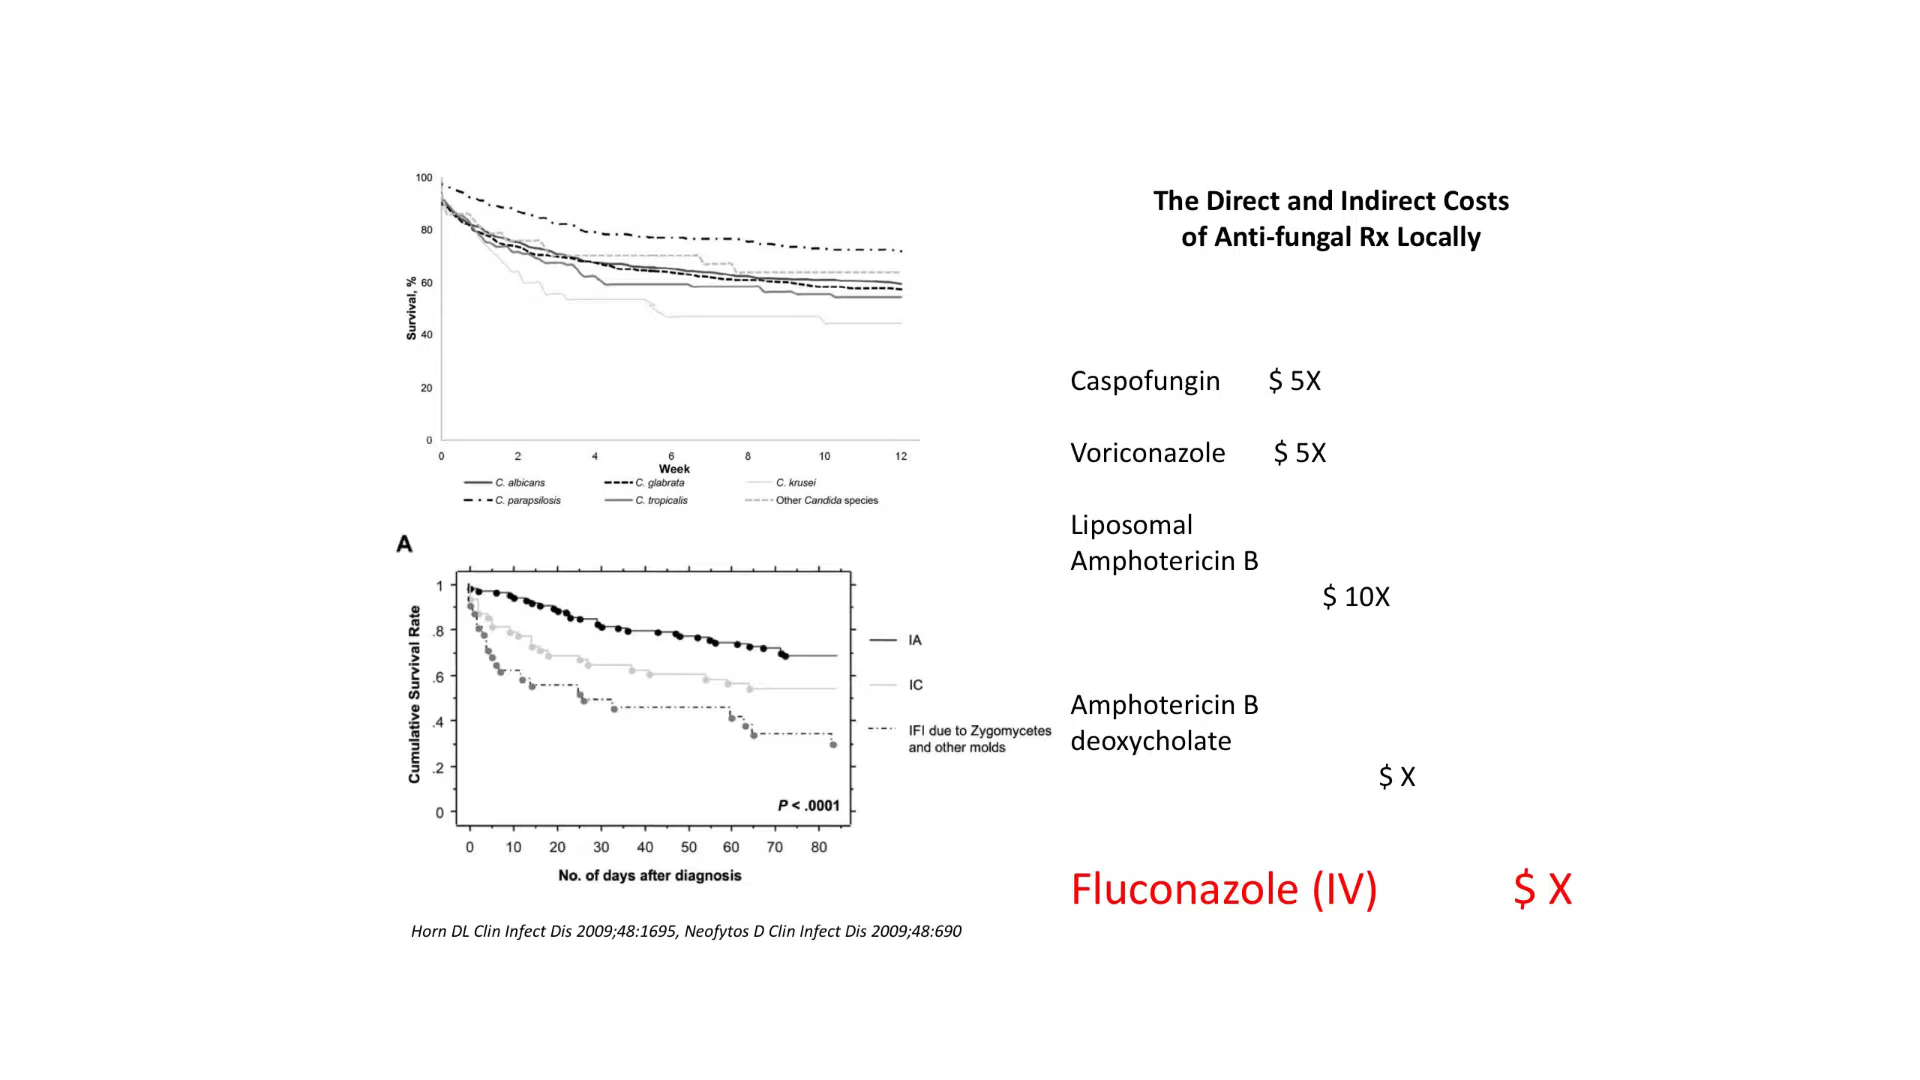 100
80
60
40
20
0
Survival, %
0 2 4 6 8 10 12
Week
C. albicans C. glabrata C. krusei
C. parapsilosis C. tropicalis Other Candida species
A
1
.8
.6
.4
.2
0
Cumulative Survival Rate
IA
IC
IFI due to Zygomycetes
and other molds
P < .0001
0 10 20 30 40 50 60 70 80
No. of days after diagnosis
Horn DL Clin Infect Dis 2009;48:1695, Neofytos D Clin Infect Dis 2009;48:690
The Direct and Indirect Costs
of Anti-fungal Rx Locally
Caspofungin $ 5X
Voriconazole $ 5X
Liposomal
Amphotericin B
$ 10X
Amphotericin B
deoxycholate
$ X
Fluconazole (IV) $ X